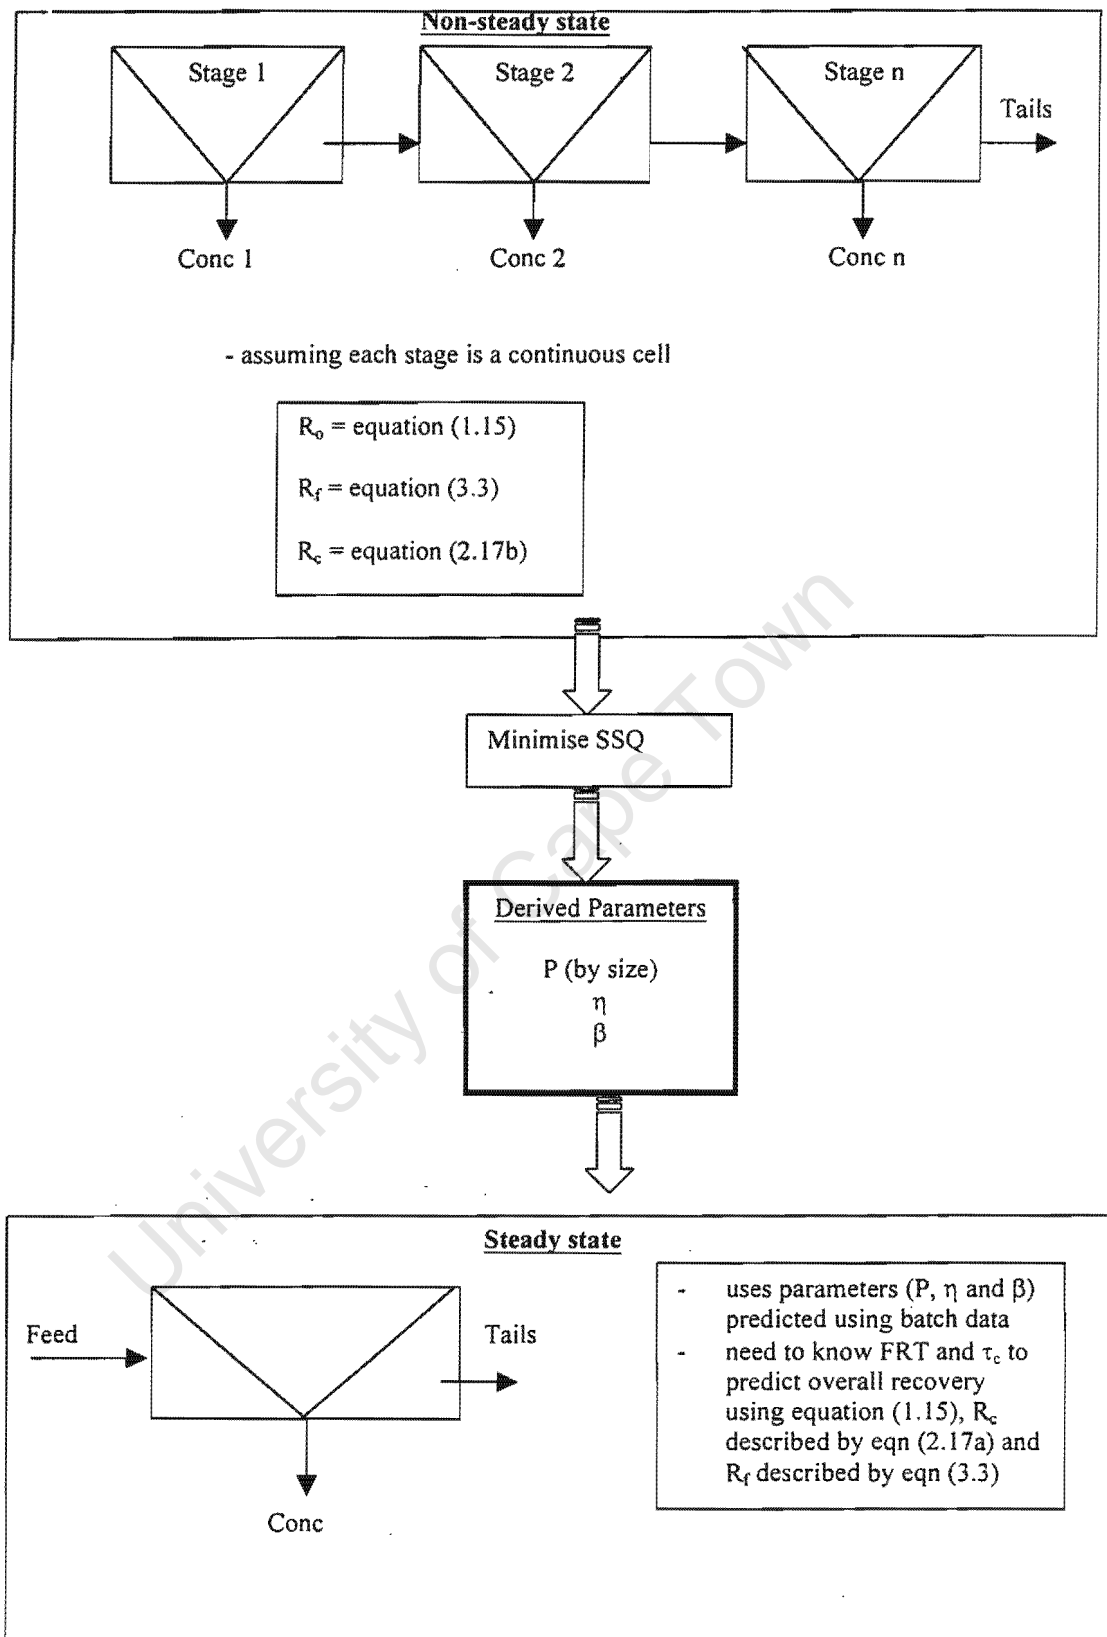 Non-steady state
Stage 1
Stage 2
Stage n
Tails
Conc 1
Conc 2
Conc n
- assuming each stage is a continuous cell
Rₒ = equation (1.15)
R_f = equation (3.3)
R_c = equation (2.17b)
Minimise SSQ
Derived Parameters
P (by size)
η
β
Steady state
Feed
Tails
Conc
- uses parameters (P, η and β)
predicted using batch data
- need to know FRT and τ_c to
predict overall recovery
using equation (1.15), R_c
described by eqn (2.17a) and
R_f described by eqn (3.3)
University of Cape Town